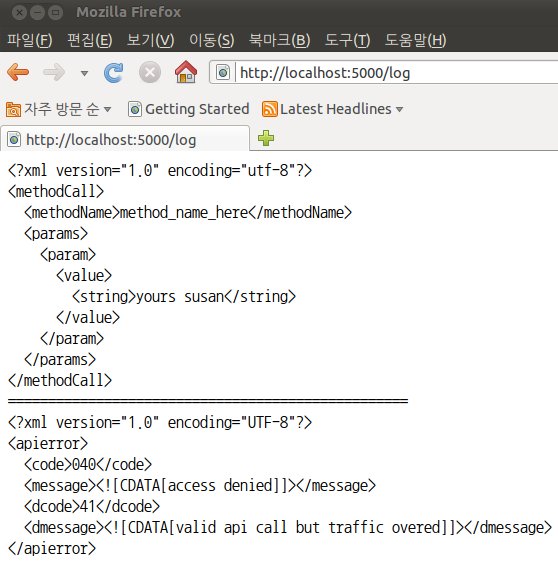 Mozilla Firefox
파일(F) 편집(E) 보기(V) 이동(S) 북마크(B) 도구(T) 도움말(H)
http://localhost:5000/log
자주 방문 순 Getting Started Latest Headlines
http://localhost:5000/log
<?xml version="1.0" encoding="utf-8"?>
<methodCall>
  <methodName>method_name_here</methodName>
  <params>
    <param>
      <value>
        <string>yours susan</string>
      </value>
    </param>
  </params>
</methodCall>
==================================================
<?xml version="1.0" encoding="UTF-8"?>
<apierror>
  <code>040</code>
  <message><![CDATA[access denied]]></message>
  <dcode>41</dcode>
  <dmessage><![CDATA[valid api call but traffic overed]]></dmessage>
</apierror>